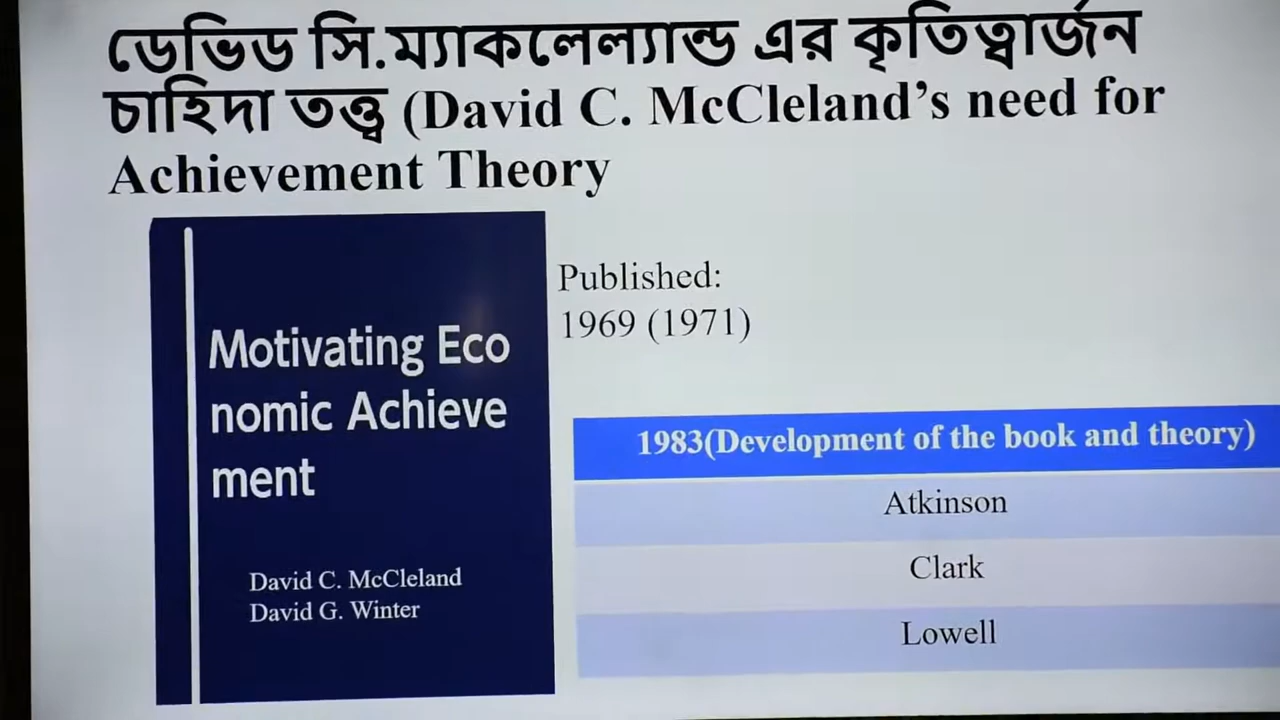 ডেভিড সি.ম্যাকলেল্যান্ড এর কৃতিত্বার্জন
চাহিদা তত্ত্ব (David C. McCleland's need for
Achievement Theory
Motivating Eco
nomic Achieve
ment
David C. McCleland
David G. Winter
Published:
1969 (1971)
1983(Development of the book and theory)
Atkinson
Clark
Lowell